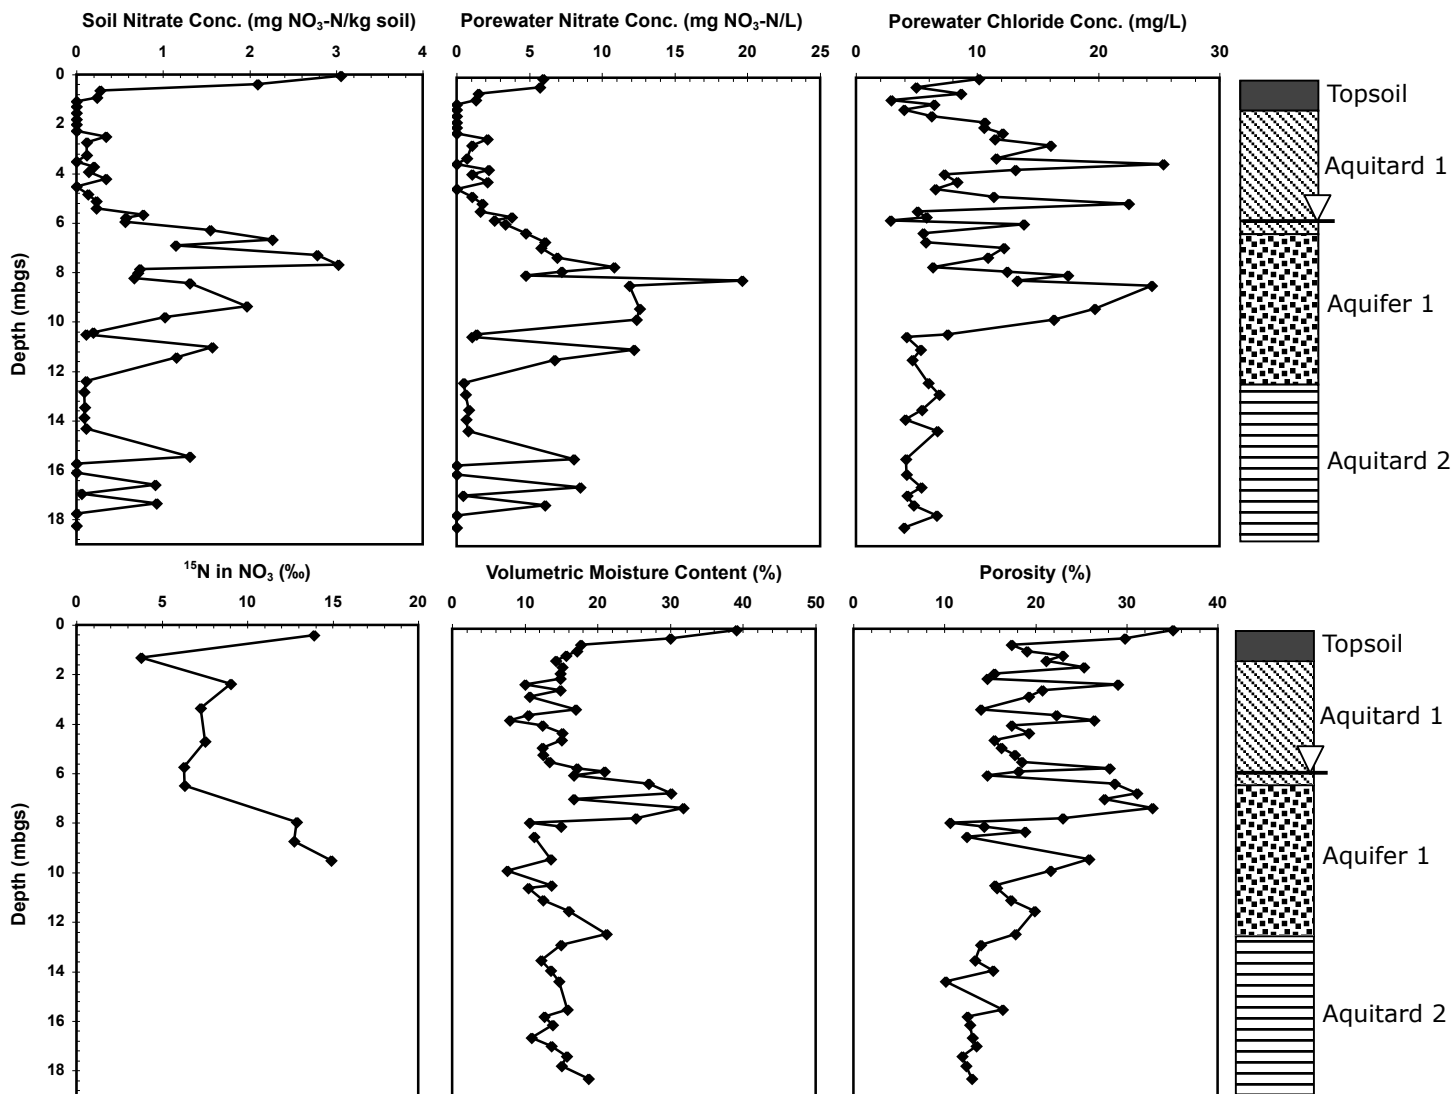 Soil Nitrate Conc. (mg NO₃-N/kg soil) Porewater Nitrate Conc. (mg NO₃-N/L) Porewater Chloride Conc. (mg/L)
0 1 2 3 4 0 5 10 15 20 25 0 10 20 30
0
2
4
6
8
10
12
14
16
18
Depth (mbgs)
Topsoil
Aquitard 1
Aquifer 1
Aquitard 2
¹⁵N in NO₃ (‰) Volumetric Moisture Content (%) Porosity (%)
0 5 10 15 20 0 10 20 30 40 50 0 10 20 30 40
0
2
4
6
8
10
12
14
16
18
Depth (mbgs)
Topsoil
Aquitard 1
Aquifer 1
Aquitard 2